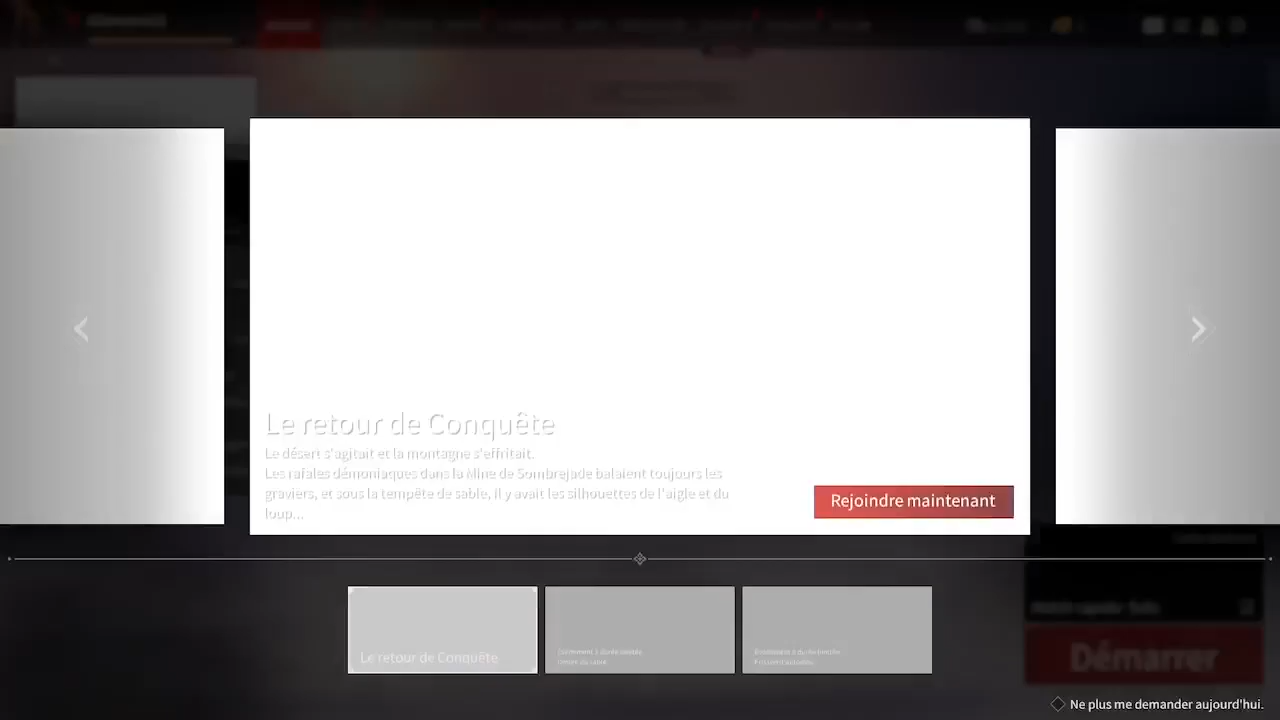 Le retour de Conquête
Le désert s'agitait et la montagne s'effritait.
Les rafales démoniaques dans la Mine de Sombrejade balaient toujours les
graviers, et sous la tempête de sable, il y avait les silhouettes de l'aigle et du
loup...
Rejoindre maintenant
Le retour de Conquête
Démarrer
Ne plus me demander aujourd'hui.